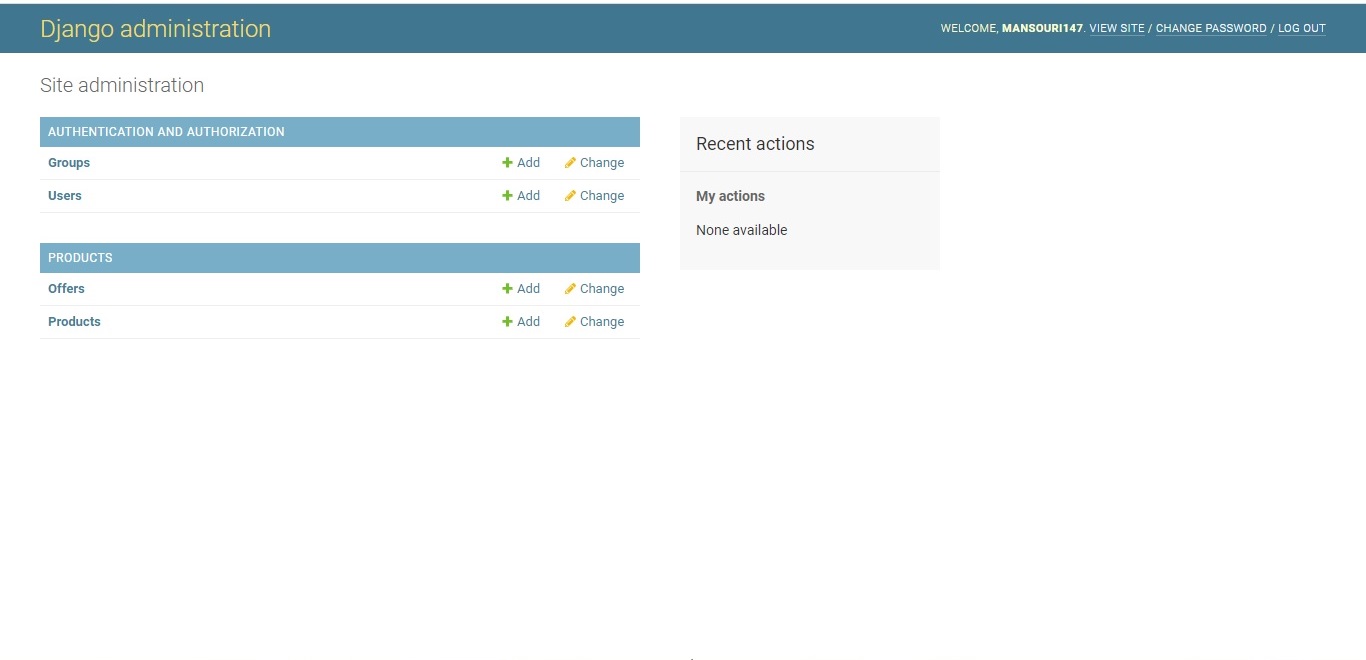 Django administration
WELCOME, MANSOURI147. VIEW SITE / CHANGE PASSWORD / LOG OUT
Site administration
AUTHENTICATION AND AUTHORIZATION
Groups Add Change
Users Add Change
PRODUCTS
Offers Add Change
Products Add Change
Recent actions
My actions
None available